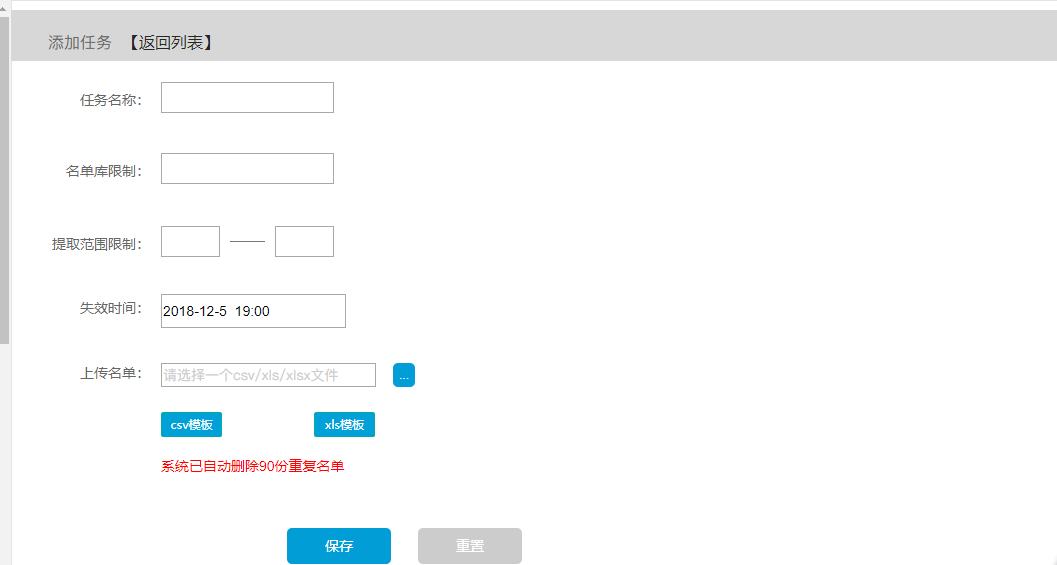 添加任务 【返回列表】
任务名称：
名单库限制：
提取范围限制：
失效时间： 2018-12-5 19:00
上传名单： 请选择一个csv/xls/xlsx文件 ...
csv模板 xls模板
系统已自动删除90份重复名单
保存 重置